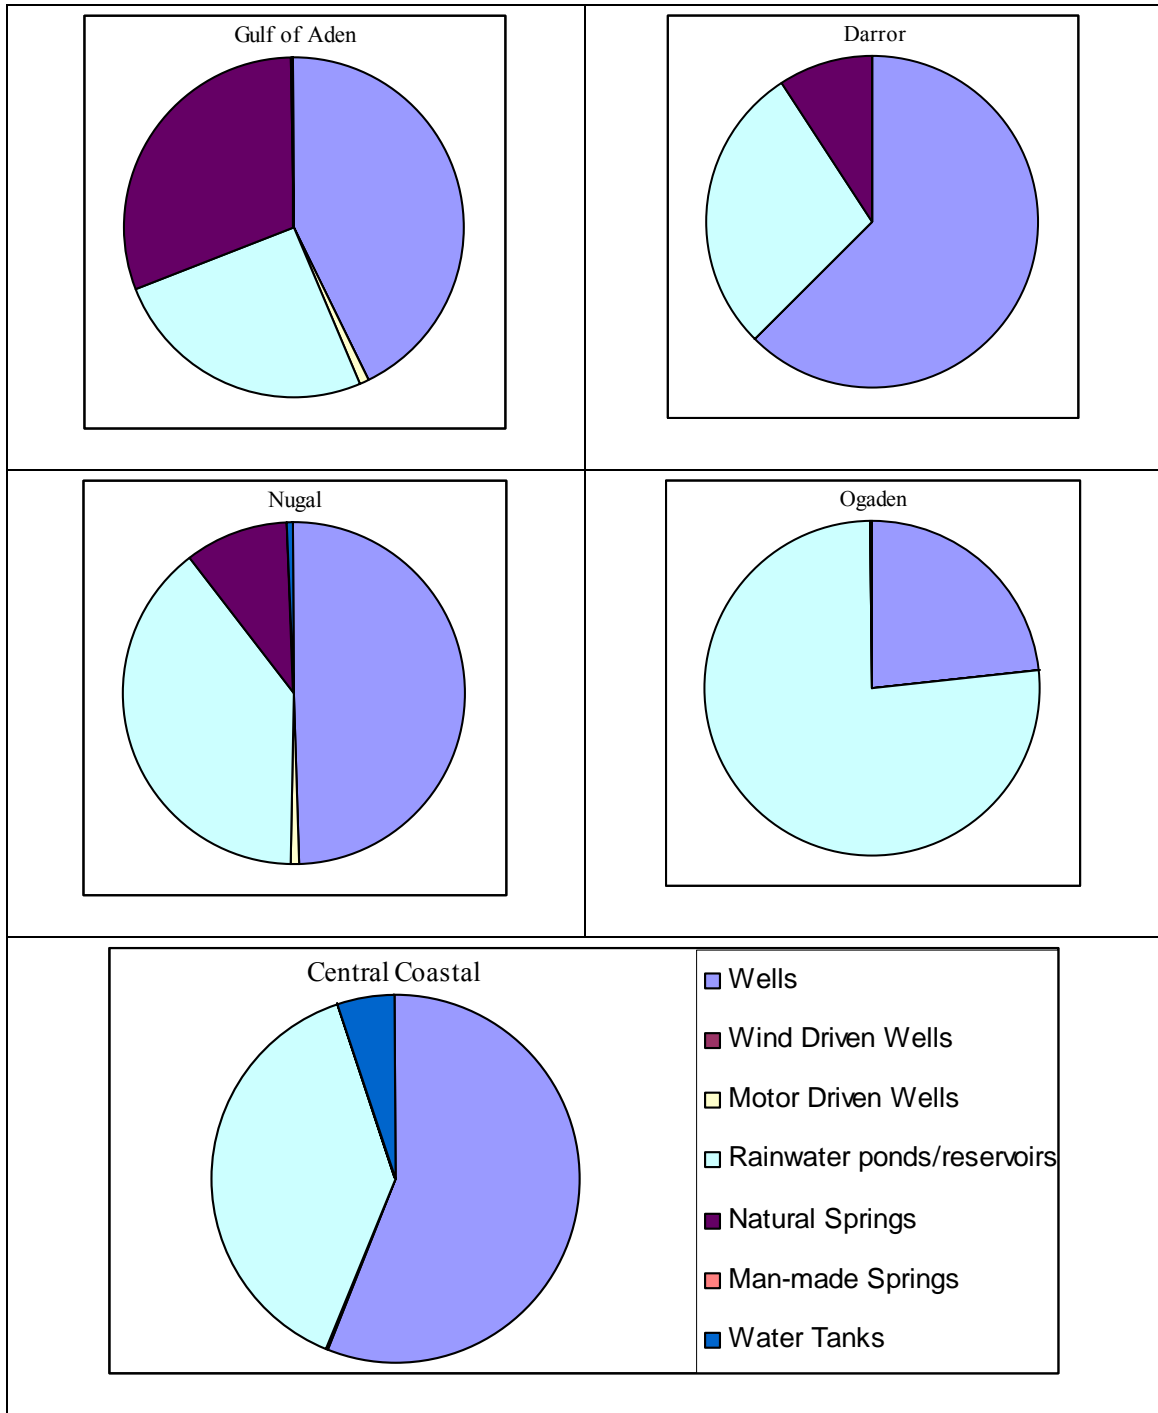 Gulf of Aden
Darror
Nugal
Ogaden
Central Coastal
Wells
Wind Driven Wells
Motor Driven Wells
Rainwater ponds/reservoirs
Natural Springs
Man-made Springs
Water Tanks